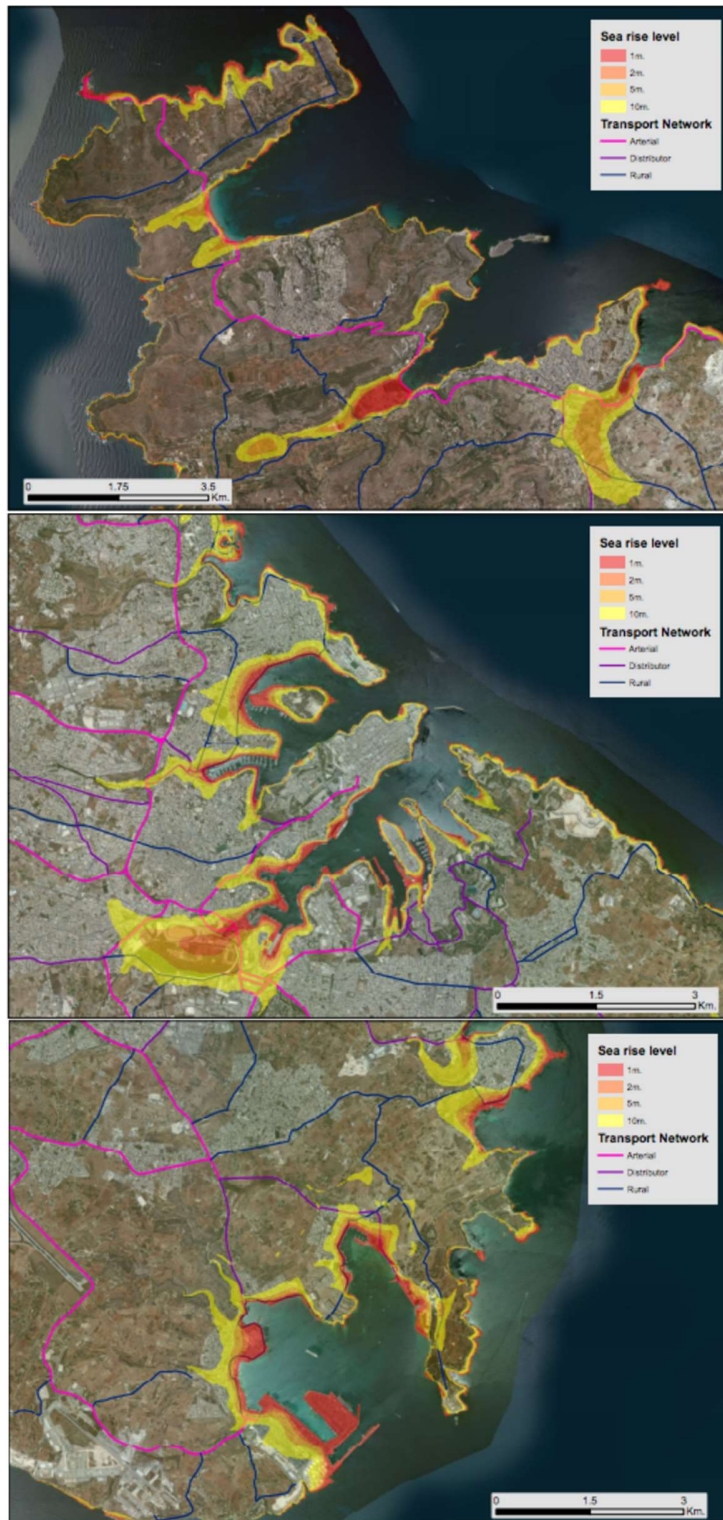 Sea rise level
1m.
2m.
5m.
10m.
Transport Network
Arterial
Distributor
Rural
0 1.75 3.5
Km.
Sea rise level
1m.
2m.
5m.
10m.
Transport Network
Arterial
Distributor
Rural
0 1.5 3
Km.
Sea rise level
1m.
2m.
5m.
10m.
Transport Network
Arterial
Distributor
Rural
0 1.5 3
Km.